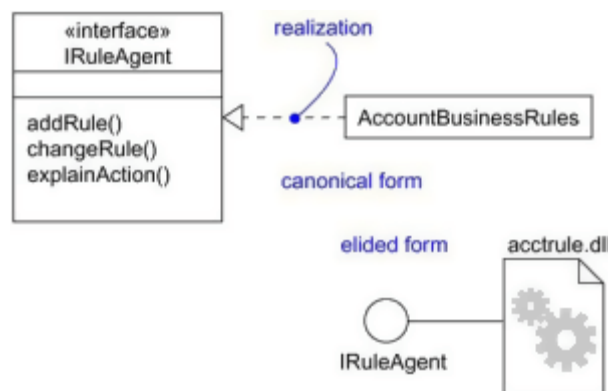 «interface»
IRuleAgent
addRule()
changeRule()
explainAction()
realization
AccountBusinessRules
canonical form
elided form
acctrule.dll
IRuleAgent